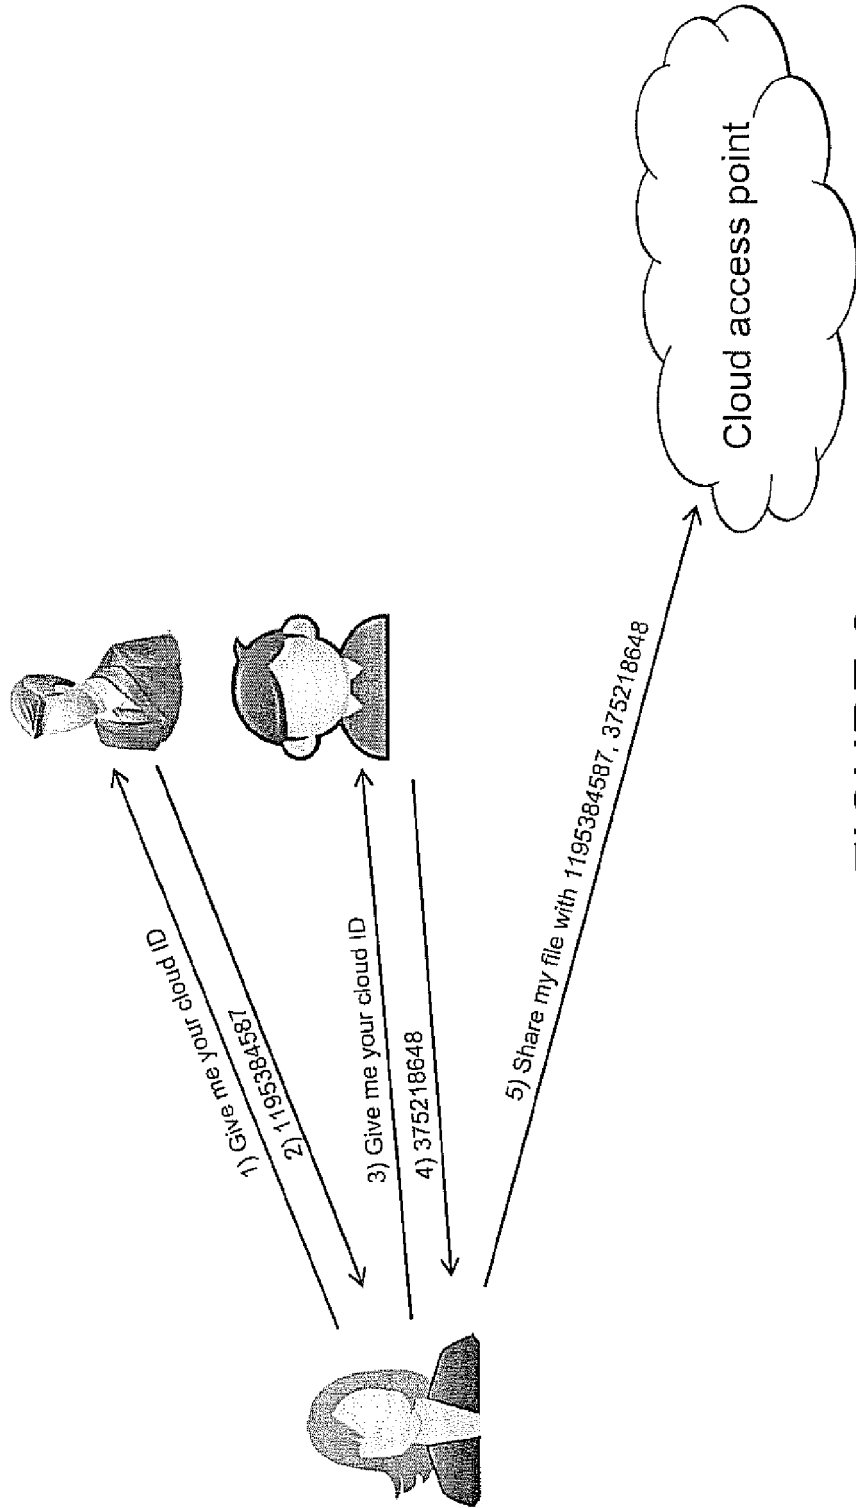 1) Give me your cloud ID
2) 1195384587
3) Give me your cloud ID
4) 375218648
5) Share my file with 1195384587, 375218648
Cloud access point